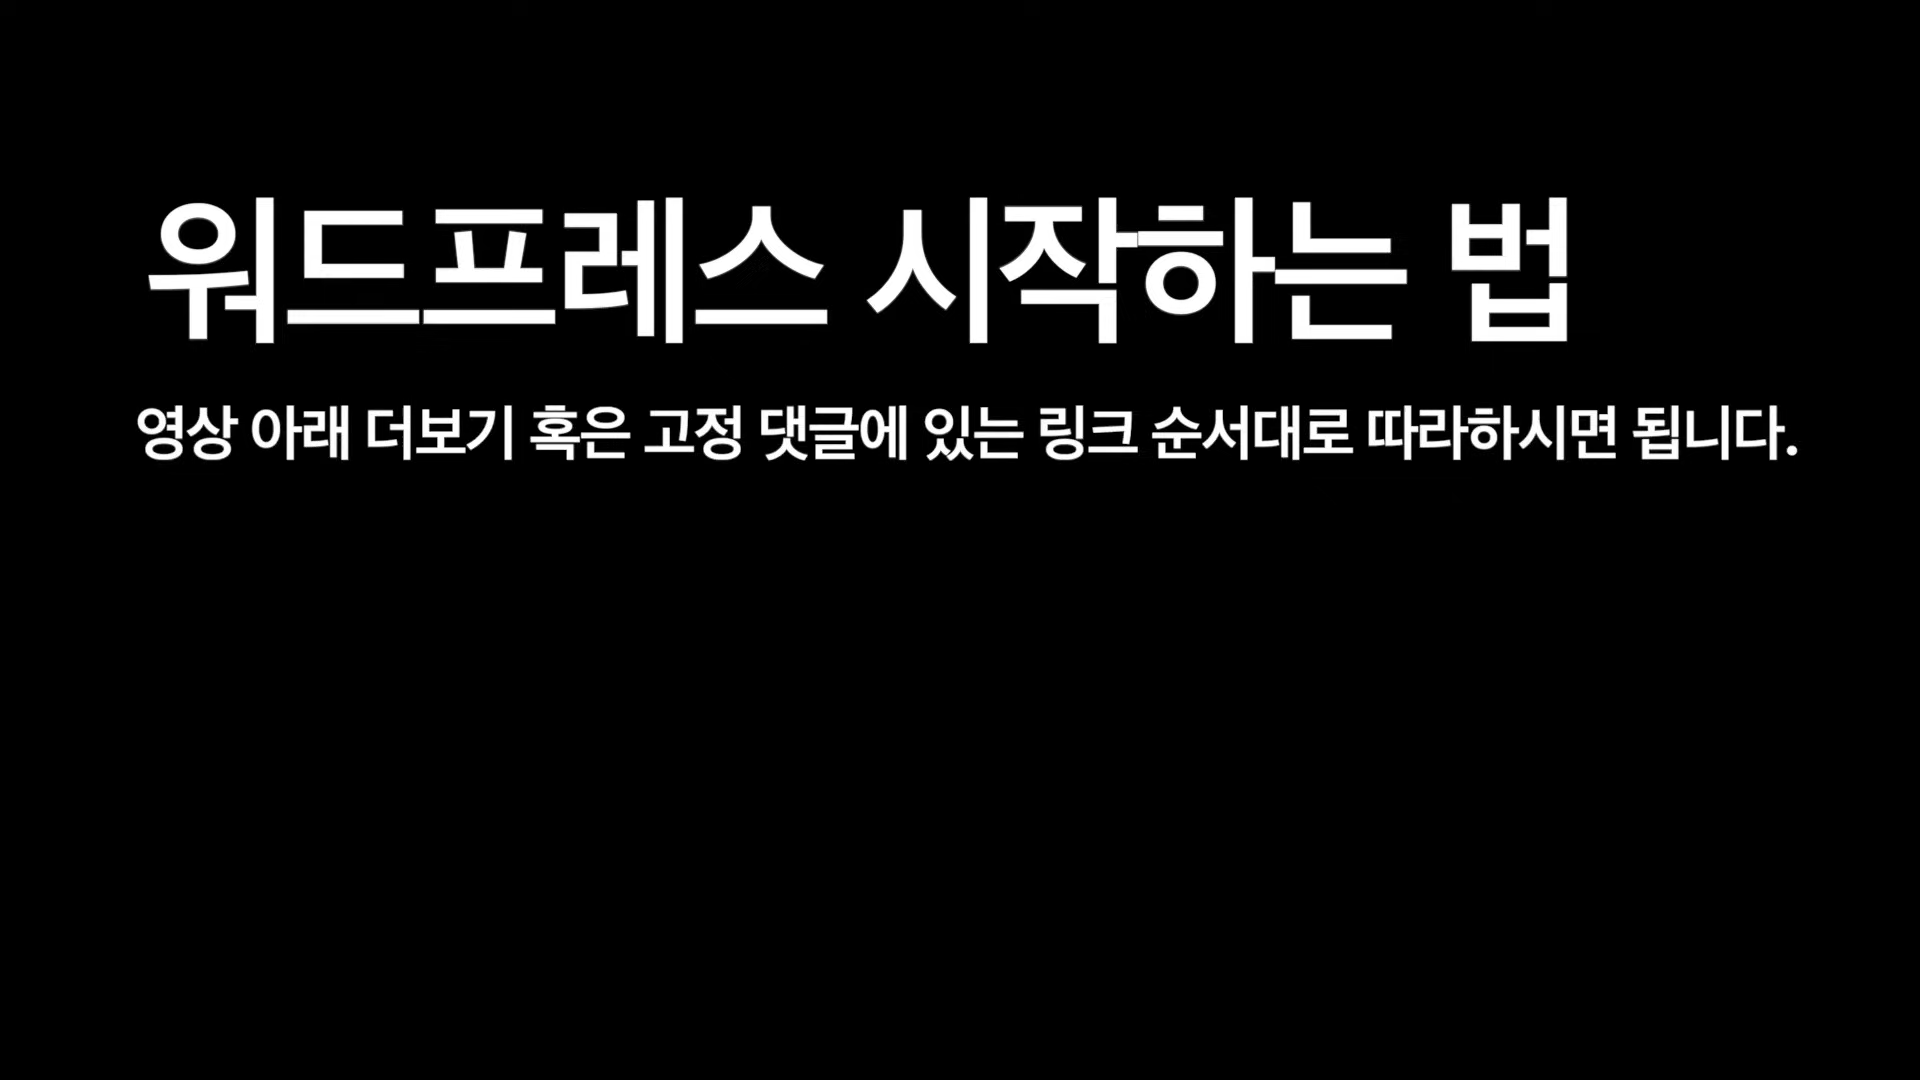 워드프레스 시작하는 법
영상 아래 더보기 혹은 고정 댓글에 있는 링크 순서대로 따라하시면 됩니다.